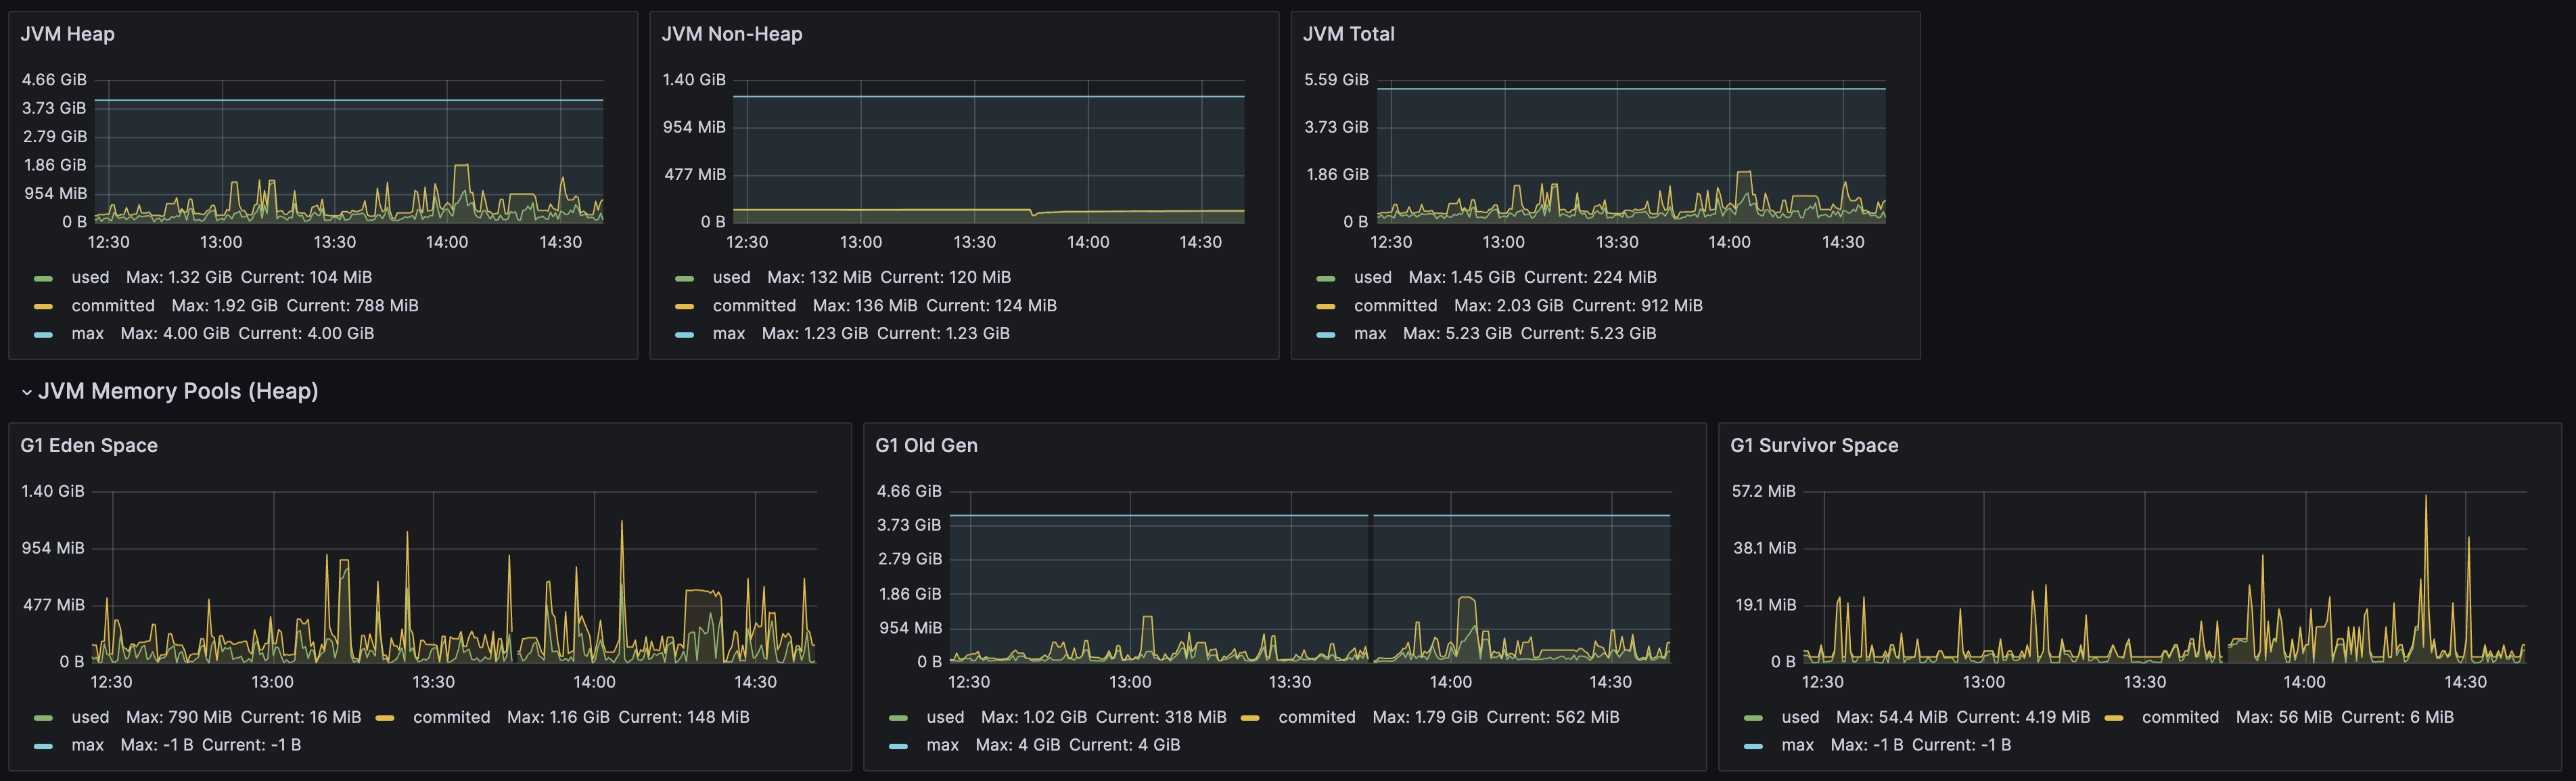 JVM Heap
4.66 GiB
3.73 GiB
2.79 GiB
1.86 GiB
954 MiB
0 B
12:30 13:00 13:30 14:00 14:30
used Max: 1.32 GiB Current: 104 MiB
committed Max: 1.92 GiB Current: 788 MiB
max Max: 4.00 GiB Current: 4.00 GiB
JVM Non-Heap
1.40 GiB
954 MiB
477 MiB
0 B
12:30 13:00 13:30 14:00 14:30
used Max: 132 MiB Current: 120 MiB
committed Max: 136 MiB Current: 124 MiB
max Max: 1.23 GiB Current: 1.23 GiB
JVM Total
5.59 GiB
3.73 GiB
1.86 GiB
0 B
12:30 13:00 13:30 14:00 14:30
used Max: 1.45 GiB Current: 224 MiB
committed Max: 2.03 GiB Current: 912 MiB
max Max: 5.23 GiB Current: 5.23 GiB
JVM Memory Pools (Heap)
G1 Eden Space
1.40 GiB
954 MiB
477 MiB
0 B
12:30 13:00 13:30 14:00 14:30
used Max: 790 MiB Current: 16 MiB commited Max: 1.16 GiB Current: 148 MiB
max Max: -1 B Current: -1 B
G1 Old Gen
4.66 GiB
3.73 GiB
2.79 GiB
1.86 GiB
954 MiB
0 B
12:30 13:00 13:30 14:00 14:30
used Max: 1.02 GiB Current: 318 MiB commited Max: 1.79 GiB Current: 562 MiB
max Max: 4 GiB Current: 4 GiB
G1 Survivor Space
57.2 MiB
38.1 MiB
19.1 MiB
0 B
12:30 13:00 13:30 14:00 14:30
used Max: 54.4 MiB Current: 4.19 MiB commited Max: 56 MiB Current: 6 MiB
max Max: -1 B Current: -1 B